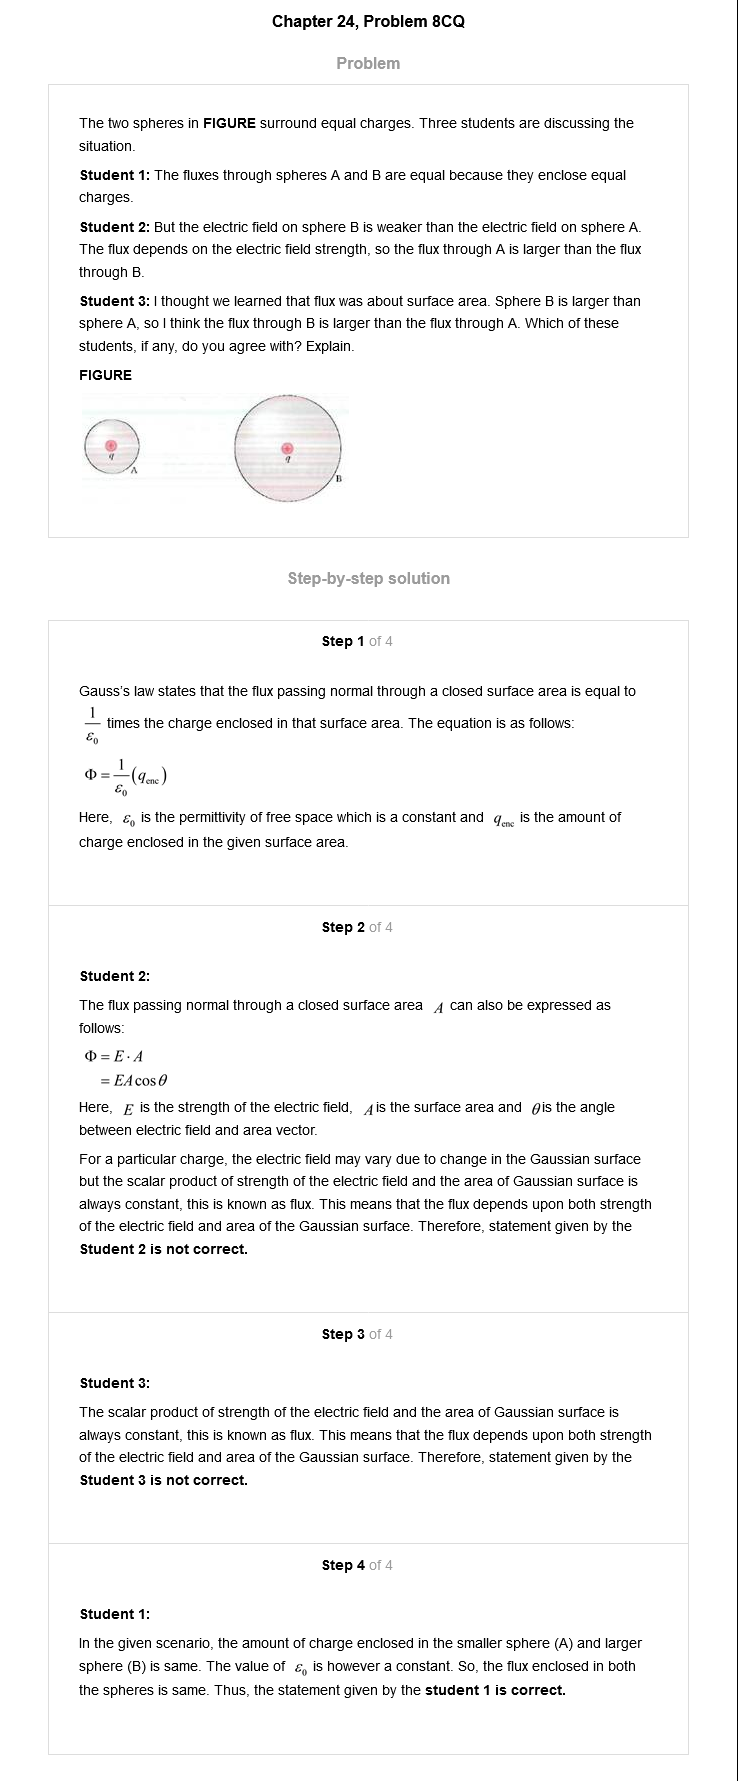 Chapter 24, Problem 8CQ
Problem
The two spheres in FIGURE surround equal charges. Three students are discussing the
situation.
Student 1: The fluxes through spheres A and B are equal because they enclose equal
charges.
Student 2: But the electric field on sphere B is weaker than the electric field on sphere A.
The flux depends on the electric field strength, so the flux through A is larger than the flux
through B.
Student 3: I thought we learned that flux was about surface area. Sphere B is larger than
sphere A, so I think the flux through B is larger than the flux through A. Which of these
students, if any, do you agree with? Explain.
FIGURE
+
q
A
+
q
B
Step-by-step solution
Step 1 of 4
Gauss's law states that the flux passing normal through a closed surface area is equal to
1/ε₀ times the charge enclosed in that surface area. The equation is as follows:
Φ = 1/ε₀ (q_enc)
Here, ε₀ is the permittivity of free space which is a constant and q_enc is the amount of
charge enclosed in the given surface area.
Step 2 of 4
Student 2:
The flux passing normal through a closed surface area A can also be expressed as
follows:
Φ = E · A
= EA cos θ
Here, E is the strength of the electric field, A is the surface area and θ is the angle
between electric field and area vector.
For a particular charge, the electric field may vary due to change in the Gaussian surface
but the scalar product of strength of the electric field and the area of Gaussian surface is
always constant, this is known as flux. This means that the flux depends upon both strength
of the electric field and area of the Gaussian surface. Therefore, statement given by the
Student 2 is not correct.
Step 3 of 4
Student 3:
The scalar product of strength of the electric field and the area of Gaussian surface is
always constant, this is known as flux. This means that the flux depends upon both strength
of the electric field and area of the Gaussian surface. Therefore, statement given by the
Student 3 is not correct.
Step 4 of 4
Student 1:
In the given scenario, the amount of charge enclosed in the smaller sphere (A) and larger
sphere (B) is same. The value of ε₀ is however a constant. So, the flux enclosed in both
the spheres is same. Thus, the statement given by the student 1 is correct.